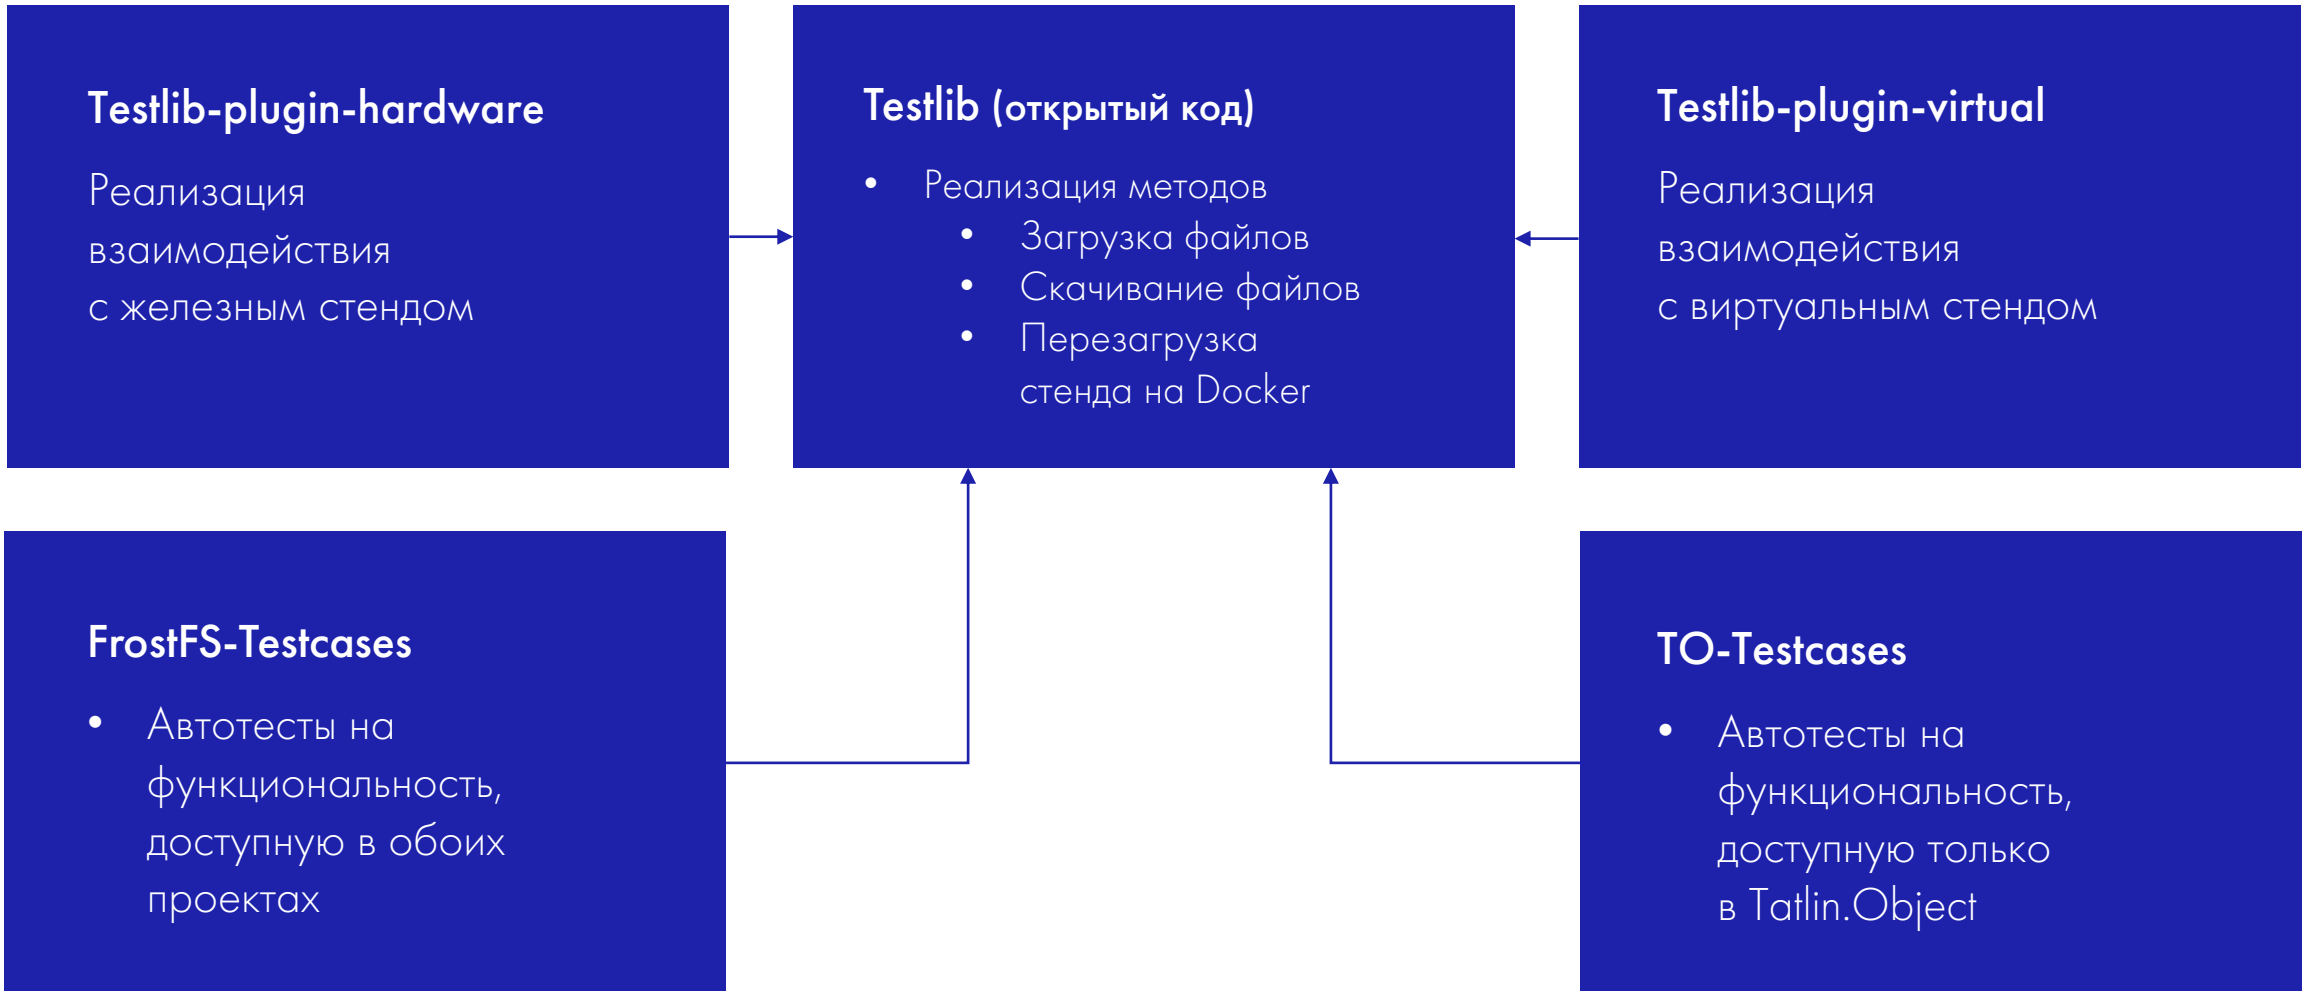 Testlib-plugin-hardware
Реализация
взаимодействия
с железным стендом
Testlib (открытый код)
• Реализация методов
• Загрузка файлов
• Скачивание файлов
• Перезагрузка
стенда на Docker
Testlib-plugin-virtual
Реализация
взаимодействия
с виртуальным стендом
FrostFS-Testcases
• Автотесты на
функциональность,
доступную в обоих
проектах
TO-Testcases
• Автотесты на
функциональность,
доступную только
в Tatlin.Object